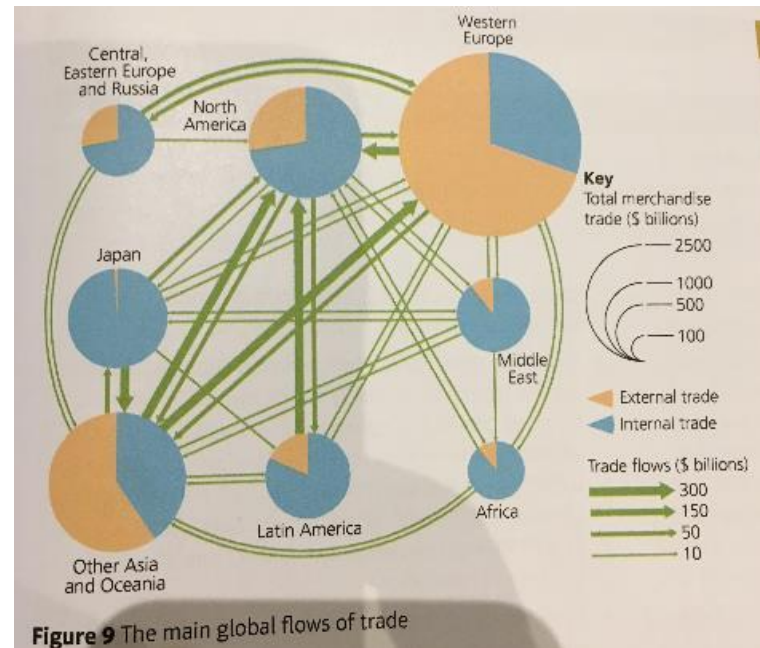 Western
Europe
Central,
Eastern Europe
and Russia
North
America
Key
Total merchandise
trade ($ billions)
2500
1000
500
100
Japan
Middle
East
External trade
Internal trade
Trade flows ($ billions)
300
150
50
10
Latin America
Africa
Other Asia
and Oceania
Figure 9 The main global flows of trade